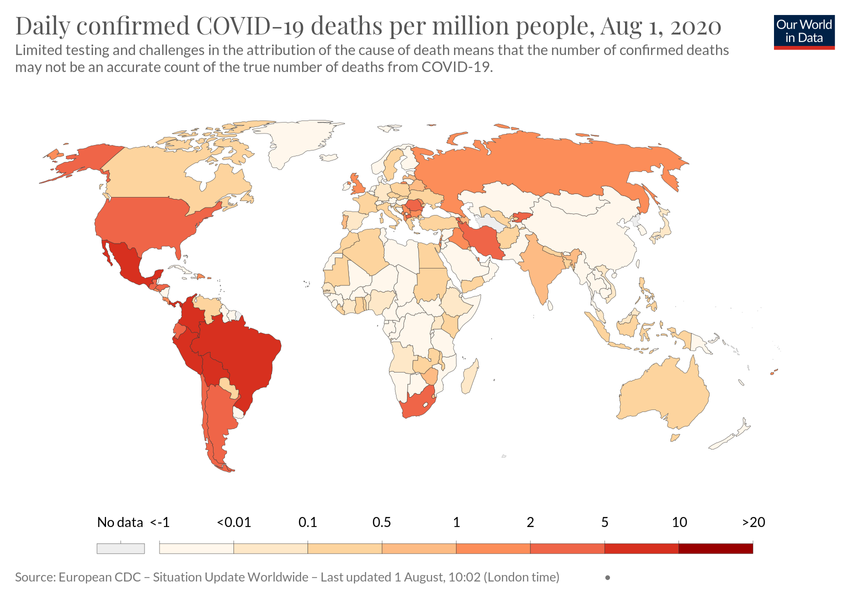 Daily confirmed COVID-19 deaths per million people, Aug 1, 2020
Our World
in Data
Limited testing and challenges in the attribution of the cause of death means that the number of confirmed deaths
may not be an accurate count of the true number of deaths from COVID-19.
No data <-1 <0.01 0.1 0.5 1 2 5 10 >20
Source: European CDC – Situation Update Worldwide – Last updated 1 August, 10:02 (London time) •